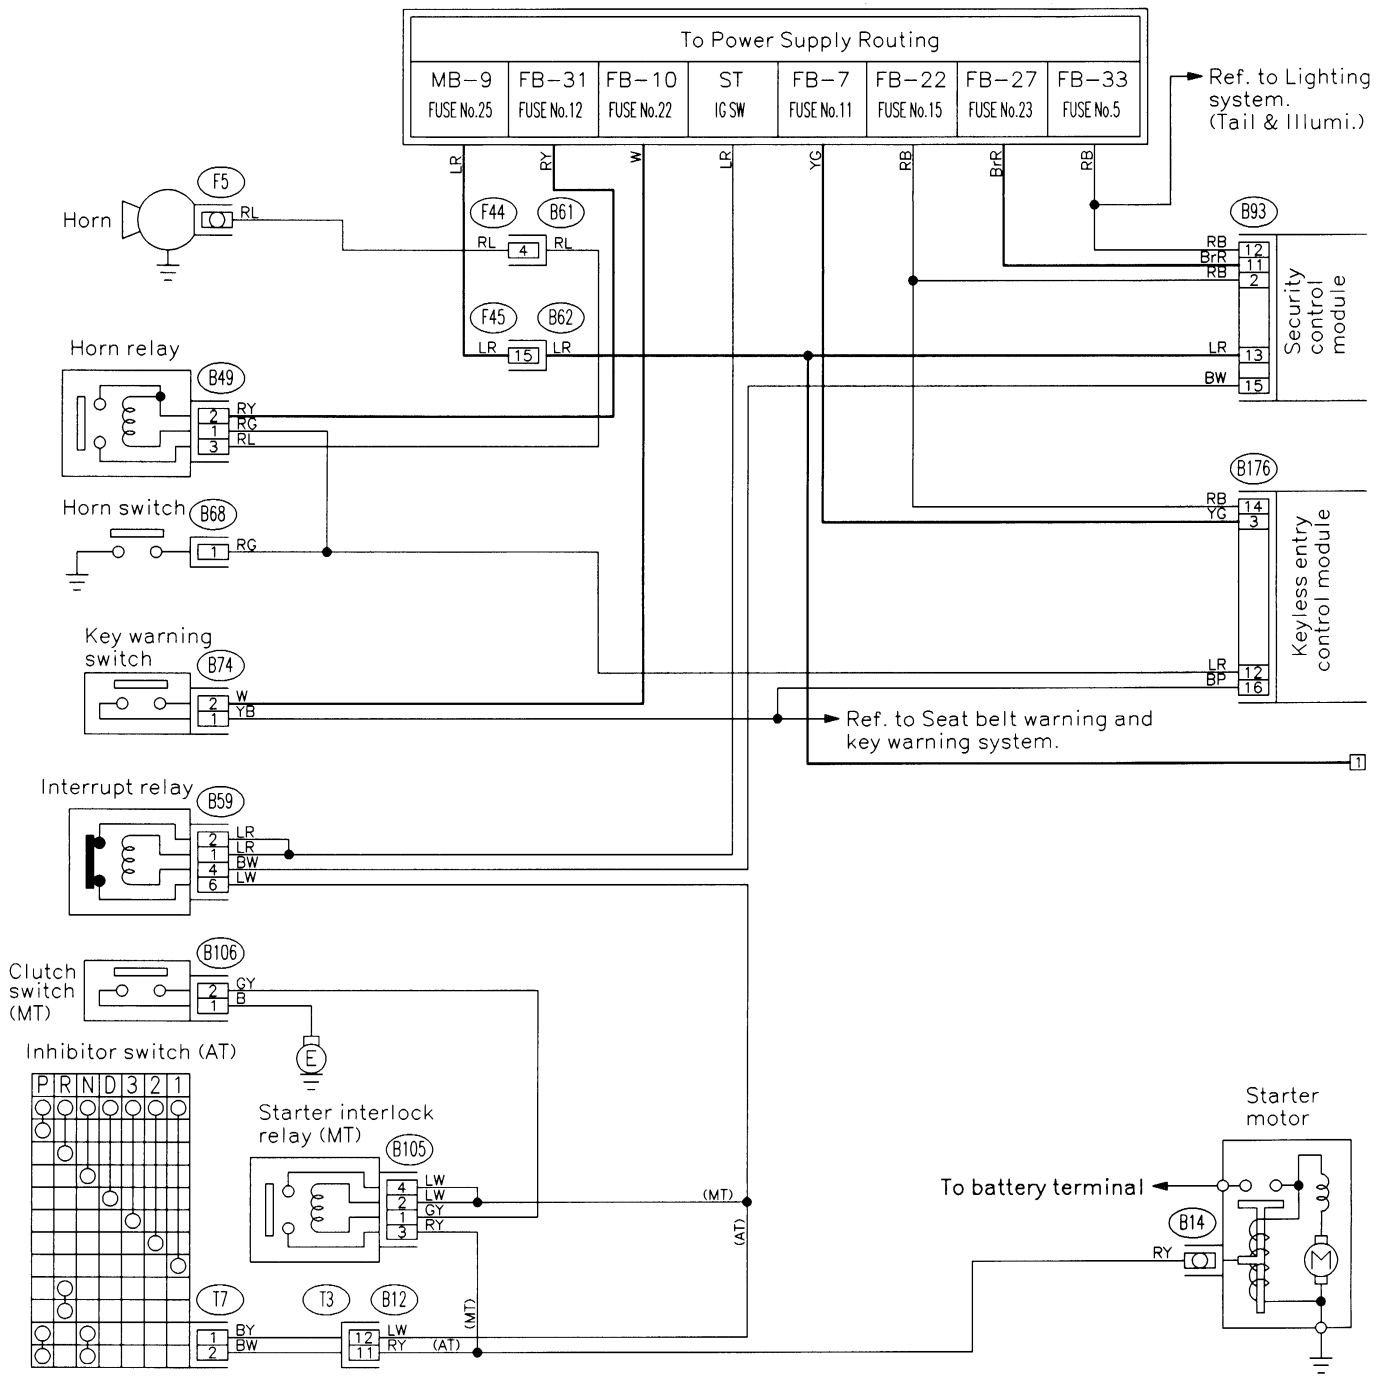 To Power Supply Routing
MB-9 FB-31 FB-10 ST FB-7 FB-22 FB-27 FB-33
FUSE No.25 FUSE No.12 FUSE No.22 IG SW FUSE No.11 FUSE No.15 FUSE No.23 FUSE No.5
Ref. to Lighting
system.
(Tail & Illumi.)
LR RY W LR YG RB BrR RB
Horn
F5
RL
F44 B61
RL 4 RL
F45 B62
LR 15 LR
B93
RB 12
BrR 11
RB 2
LR 13
BW 15
Security
control
module
Horn relay
B49
2 RY
1 RG
3 RL
Horn switch
B68
1 RG
B176
RB 14
YG 3
LR 12
BP 16
Keyless entry
control module
Key warning
switch
B74
2 W
1 YB
Ref. to Seat belt warning and
key warning system.
1
Interrupt relay
B59
2 LR
1 LR
4 BW
6 LW
Clutch
switch
(MT)
B106
2 GY
1 B
E
Inhibitor switch (AT)
P R N D 3 2 1
Starter interlock
relay (MT)
B105
4 LW
2 LW
1 GY
3 RY
(MT)
(AT)
(MT)
T7
1 BY
2 BW
T3 B12
12 LW
11 RY (AT)
Starter
motor
To battery terminal
B14
RY
M